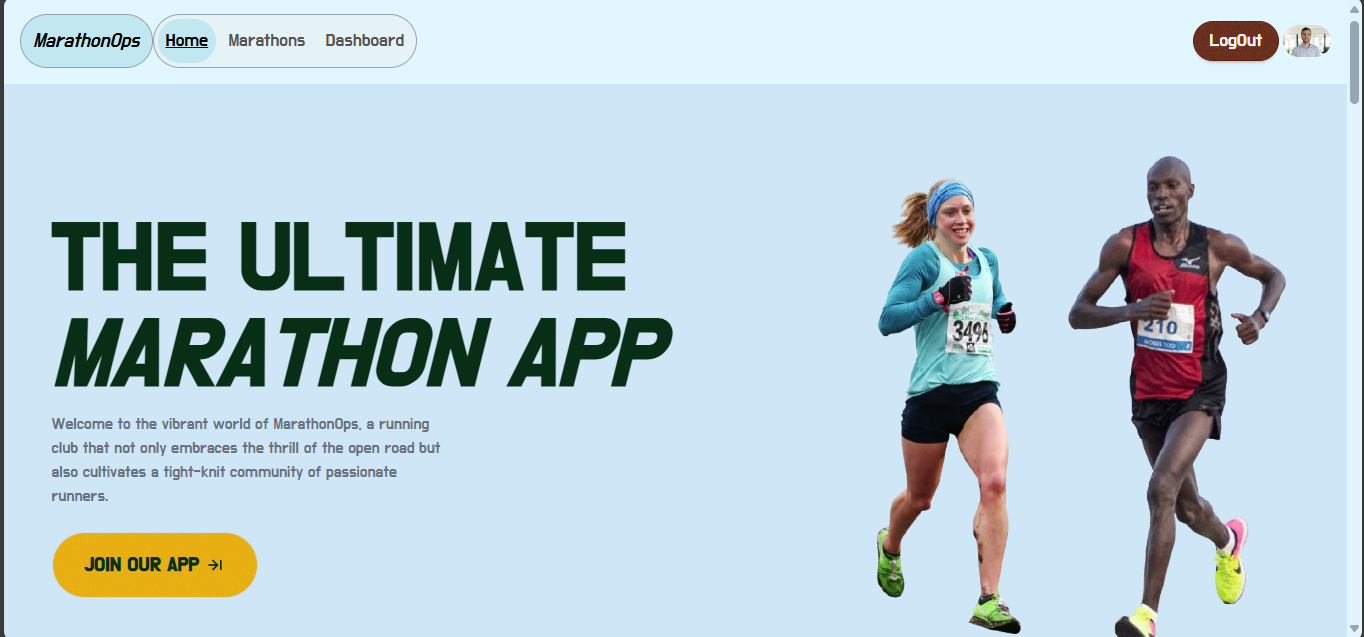 MarathonOps
Home
Marathons
Dashboard
LogOut
THE ULTIMATE
MARATHON APP
Welcome to the vibrant world of MarathonOps, a running
club that not only embraces the thrill of the open road but
also cultivates a tight-knit community of passionate
runners.
JOIN OUR APP
3496
210